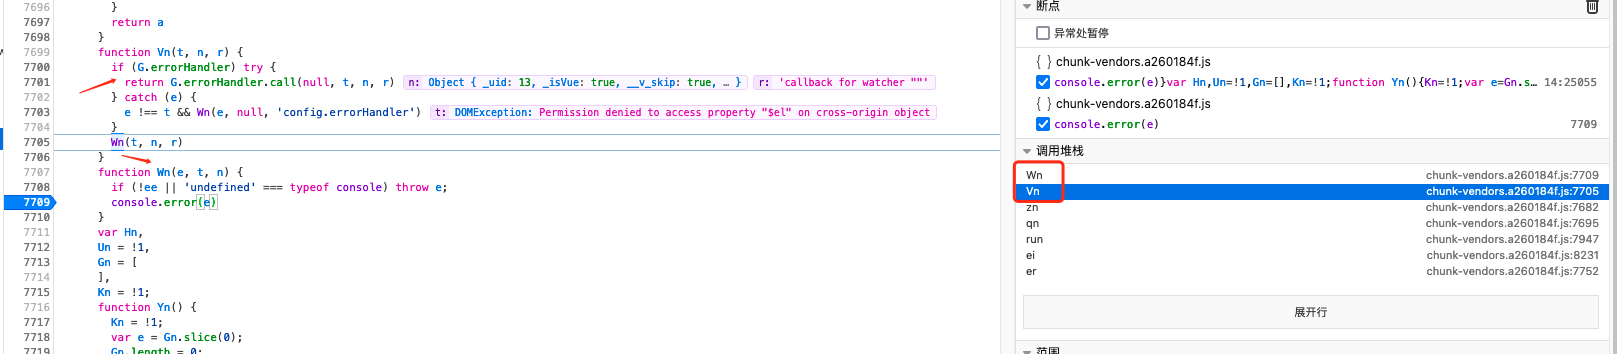 7696 }
7697 return a
7698 }
7699 function Vn(t, n, r) {
7700 if (G.errorHandler) try {
7701 return G.errorHandler.call(null, t, n, r) n: Object { _uid: 13, _isVue: true, __v_skip: true, … } r: 'callback for watcher ""'
7702 } catch (e) {
7703 e !== t && Wn(e, null, 'config.errorHandler') t: DOMException: Permission denied to access property "$el" on cross-origin object
7704 }
7705 Wn(t, n, r)
7706 }
7707 function Wn(e, t, n) {
7708 if (!ee || 'undefined' === typeof console) throw e;
7709 console.error(e)
7710 }
7711 var Hn,
7712 Un = !1,
7713 Gn = [
7714 ],
7715 Kn = !1;
7716 function Yn() {
7717 Kn = !1;
7718 var e = Gn.slice(0);
7719 Gn.length = 0;
断点
异常处暂停
{ } chunk-vendors.a260184f.js
console.error(e)}var Hn,Un=!1,Gn=[],Kn=!1;function Yn(){Kn=!1;var e=Gn.s… 14:25055
{ } chunk-vendors.a260184f.js
console.error(e) 7709
调用堆栈
Wn chunk-vendors.a260184f.js:7709
Vn chunk-vendors.a260184f.js:7705
zn chunk-vendors.a260184f.js:7682
qn chunk-vendors.a260184f.js:7695
run chunk-vendors.a260184f.js:7947
ei chunk-vendors.a260184f.js:8231
er chunk-vendors.a260184f.js:7752
展开行
范围